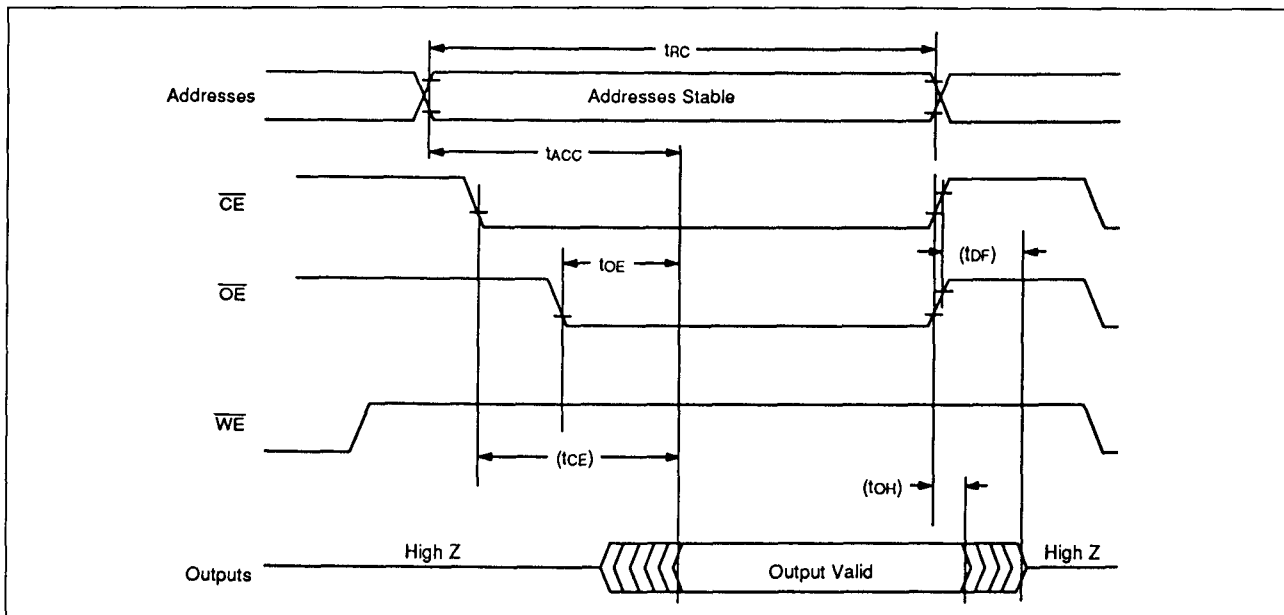 tRC
Addresses
Addresses Stable
tACC
CE
(tDF)
tOE
OE
WE
(tCE)
(tOH)
High Z
High Z
Outputs
Output Valid